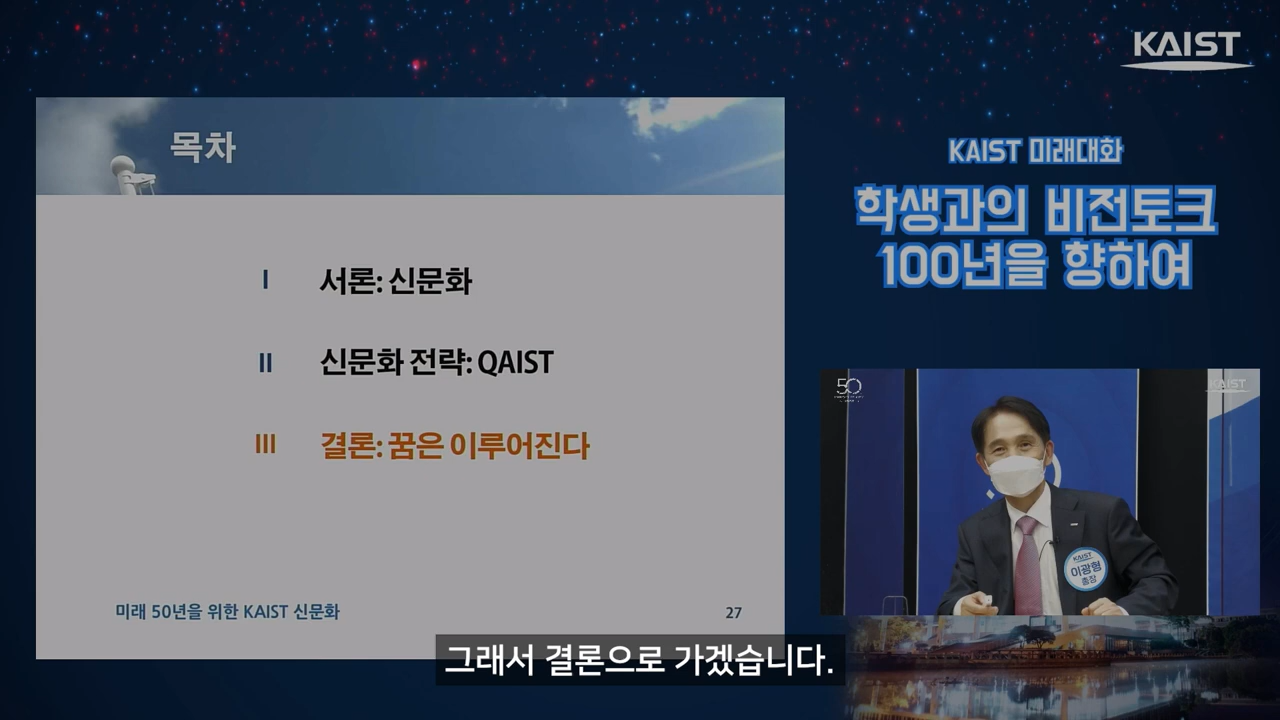 KAIST
목차
I 서론: 신문화
II 신문화 전략: QAIST
III 결론: 꿈은 이루어진다
미래 50년을 위한 KAIST 신문화
27
KAIST 미래대화
학생과의 비전토크
100년을 향하여
50
KAIST
KAIST
이광형
총장
그래서 결론으로 가겠습니다.